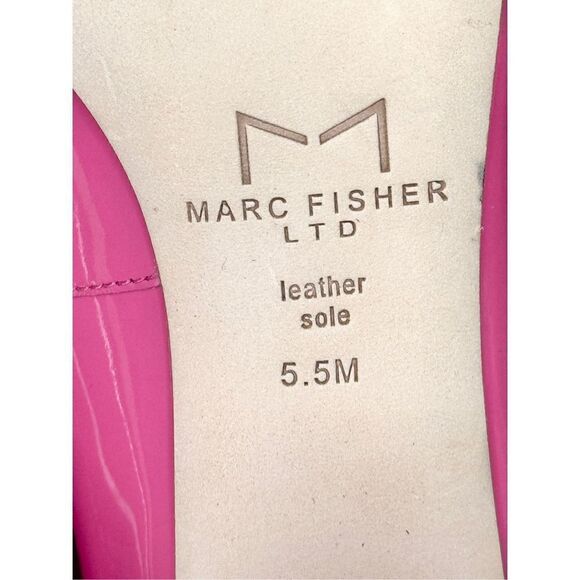 MARC FISHER
LTD
leather
sole
5.5M